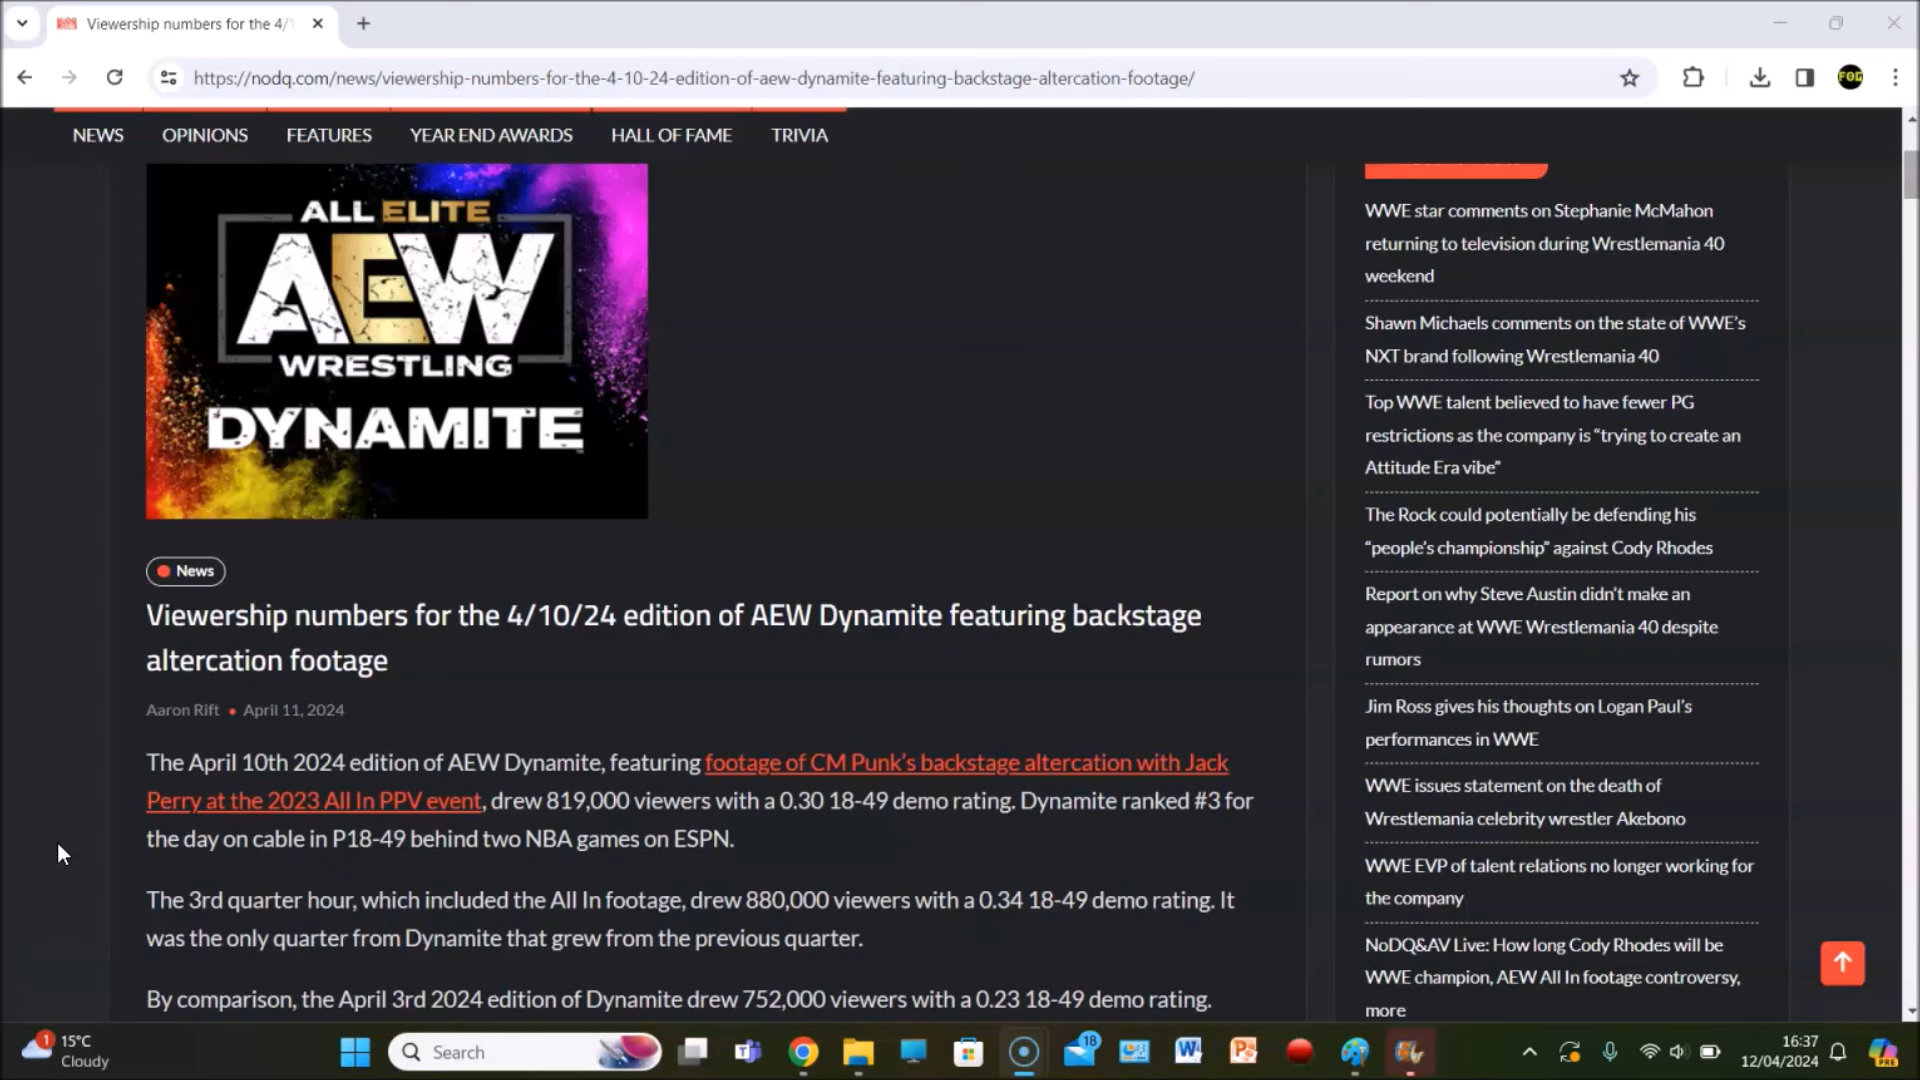 Viewership numbers for the 4/1
https://nodq.com/news/viewership-numbers-for-the-4-10-24-edition-of-aew-dynamite-featuring-backstage-altercation-footage/
FOG
NEWS OPINIONS FEATURES YEAR END AWARDS HALL OF FAME TRIVIA
ALL ELITE
AEW
WRESTLING
DYNAMITE
News
Viewership numbers for the 4/10/24 edition of AEW Dynamite featuring backstage
altercation footage
Aaron Rift • April 11, 2024
The April 10th 2024 edition of AEW Dynamite, featuring footage of CM Punk's backstage altercation with Jack
Perry at the 2023 All In PPV event, drew 819,000 viewers with a 0.30 18-49 demo rating. Dynamite ranked #3 for
the day on cable in P18-49 behind two NBA games on ESPN.
The 3rd quarter hour, which included the All In footage, drew 880,000 viewers with a 0.34 18-49 demo rating. It
was the only quarter from Dynamite that grew from the previous quarter.
By comparison, the April 3rd 2024 edition of Dynamite drew 752,000 viewers with a 0.23 18-49 demo rating.
WWE star comments on Stephanie McMahon
returning to television during Wrestlemania 40
weekend
Shawn Michaels comments on the state of WWE's
NXT brand following Wrestlemania 40
Top WWE talent believed to have fewer PG
restrictions as the company is “trying to create an
Attitude Era vibe”
The Rock could potentially be defending his
“people's championship” against Cody Rhodes
Report on why Steve Austin didn't make an
appearance at WWE Wrestlemania 40 despite
rumors
Jim Ross gives his thoughts on Logan Paul's
performances in WWE
WWE issues statement on the death of
Wrestlemania celebrity wrestler Akebono
WWE EVP of talent relations no longer working for
the company
NoDQ&AV Live: How long Cody Rhodes will be
WWE champion, AEW All In footage controversy,
more
1
15°C
Cloudy
Search
18
16:37
12/04/2024
PRE